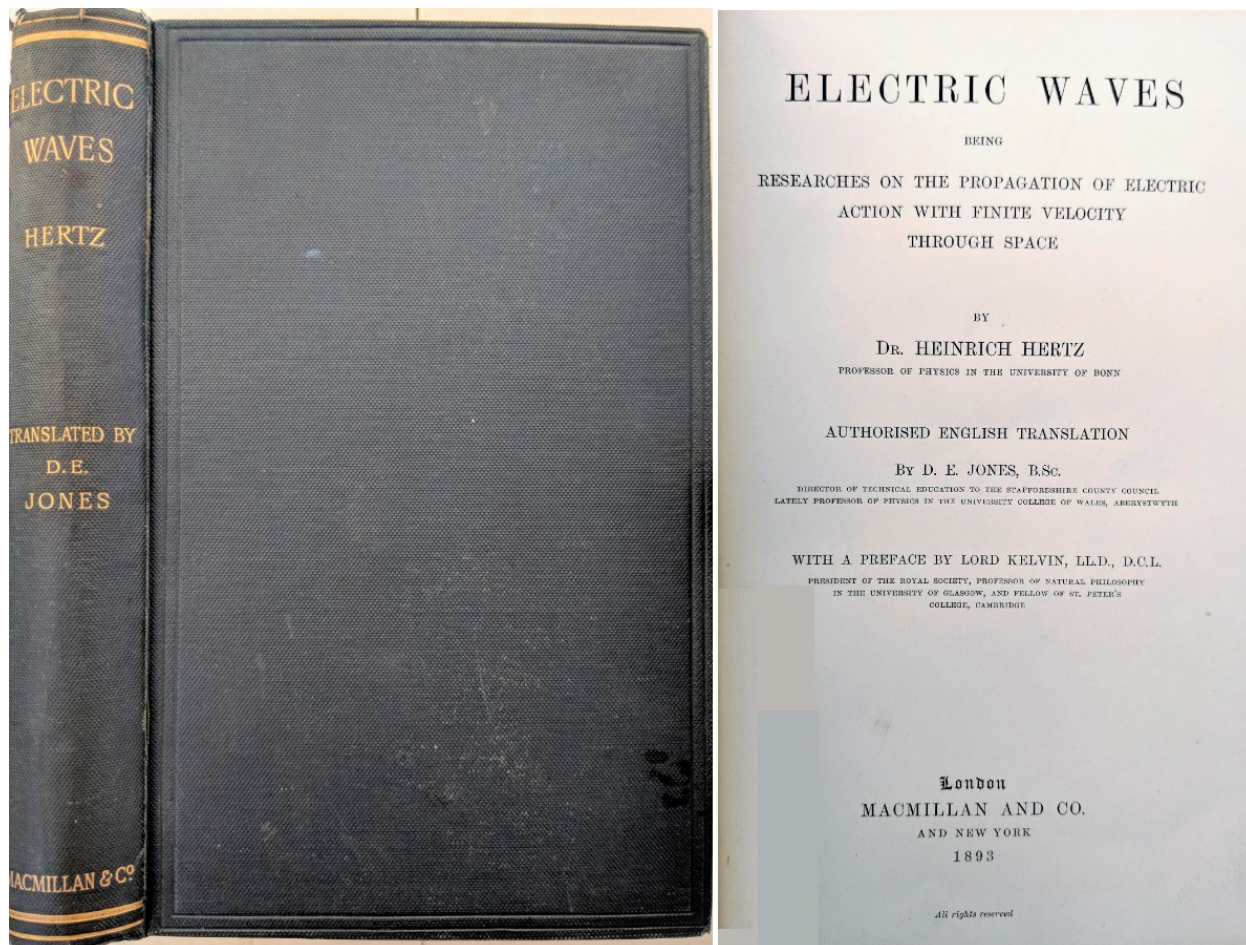 ELECTRIC
WAVES
HERTZ
TRANSLATED BY
D. E.
JONES
MACMILLAN & Cº
ELECTRIC WAVES
BEING
RESEARCHES ON THE PROPAGATION OF ELECTRIC
ACTION WITH FINITE VELOCITY
THROUGH SPACE
BY
DR. HEINRICH HERTZ
PROFESSOR OF PHYSICS IN THE UNIVERSITY OF BONN
AUTHORISED ENGLISH TRANSLATION
BY D. E. JONES, B.SC.
DIRECTOR OF TECHNICAL EDUCATION TO THE STAFFORDSHIRE COUNTY COUNCIL
LATELY PROFESSOR OF PHYSICS IN THE UNIVERSITY COLLEGE OF WALES, ABERYSTWYTH
WITH A PREFACE BY LORD KELVIN, LL.D., D.C.L.
PRESIDENT OF THE ROYAL SOCIETY, PROFESSOR OF NATURAL PHILOSOPHY
IN THE UNIVERSITY OF GLASGOW, AND FELLOW OF ST. PETER'S
COLLEGE, CAMBRIDGE
London
MACMILLAN AND CO.
AND NEW YORK
1893
All rights reserved